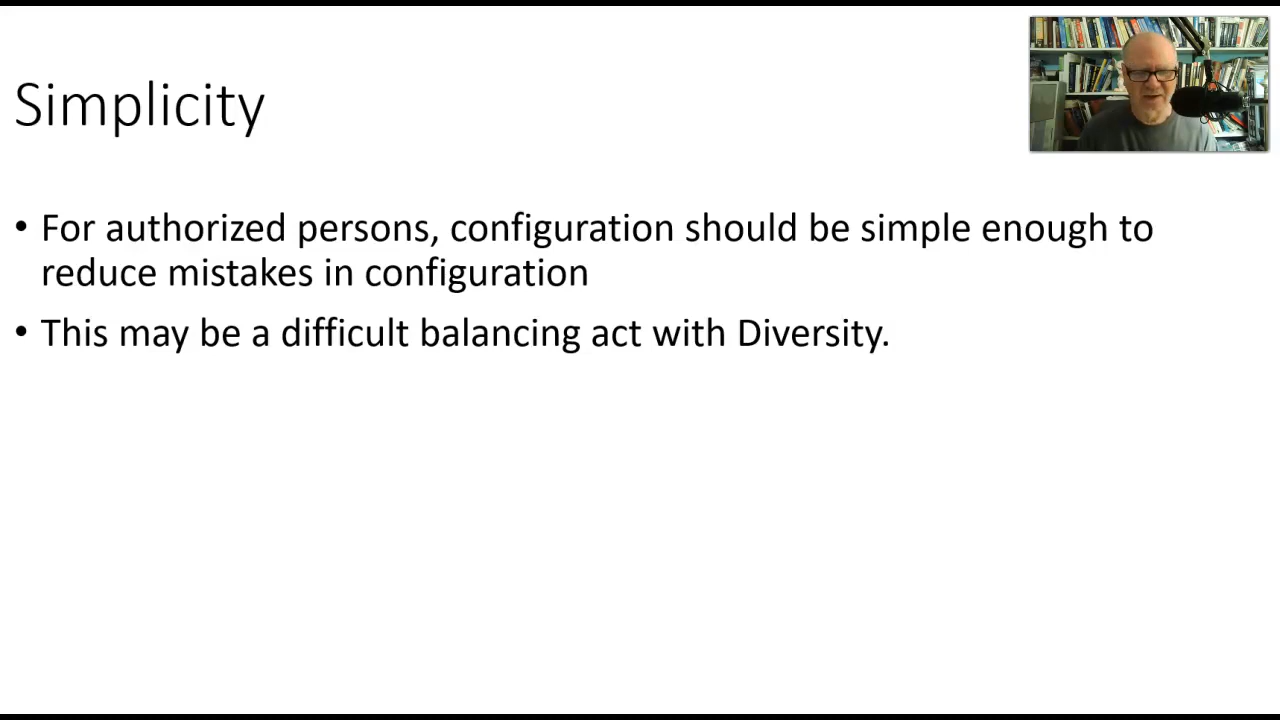 Simplicity
• For authorized persons, configuration should be simple enough to
reduce mistakes in configuration
• This may be a difficult balancing act with Diversity.